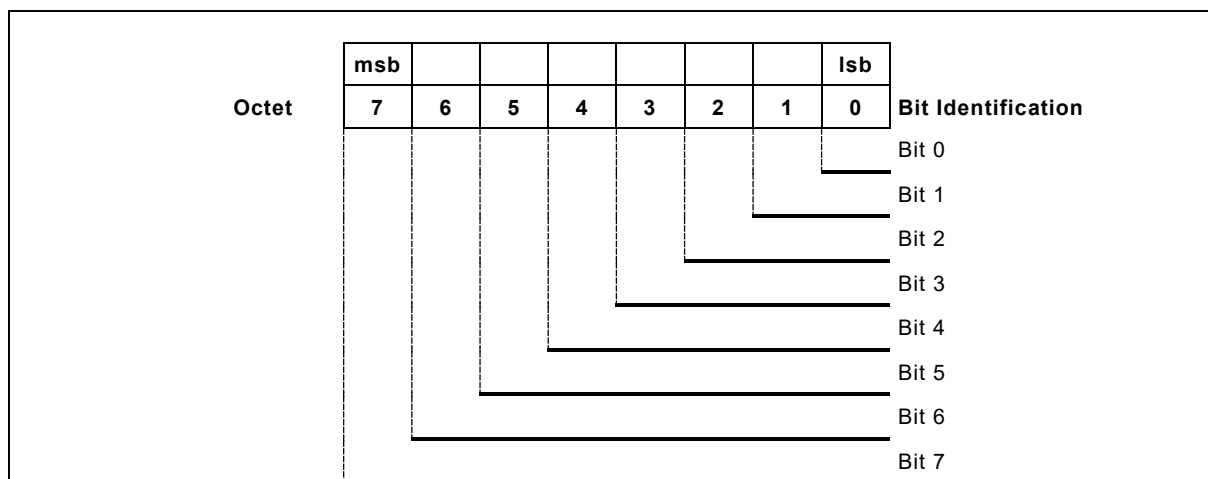 msb lsb
Octet 7 6 5 4 3 2 1 0 Bit Identification
Bit 0
Bit 1
Bit 2
Bit 3
Bit 4
Bit 5
Bit 6
Bit 7